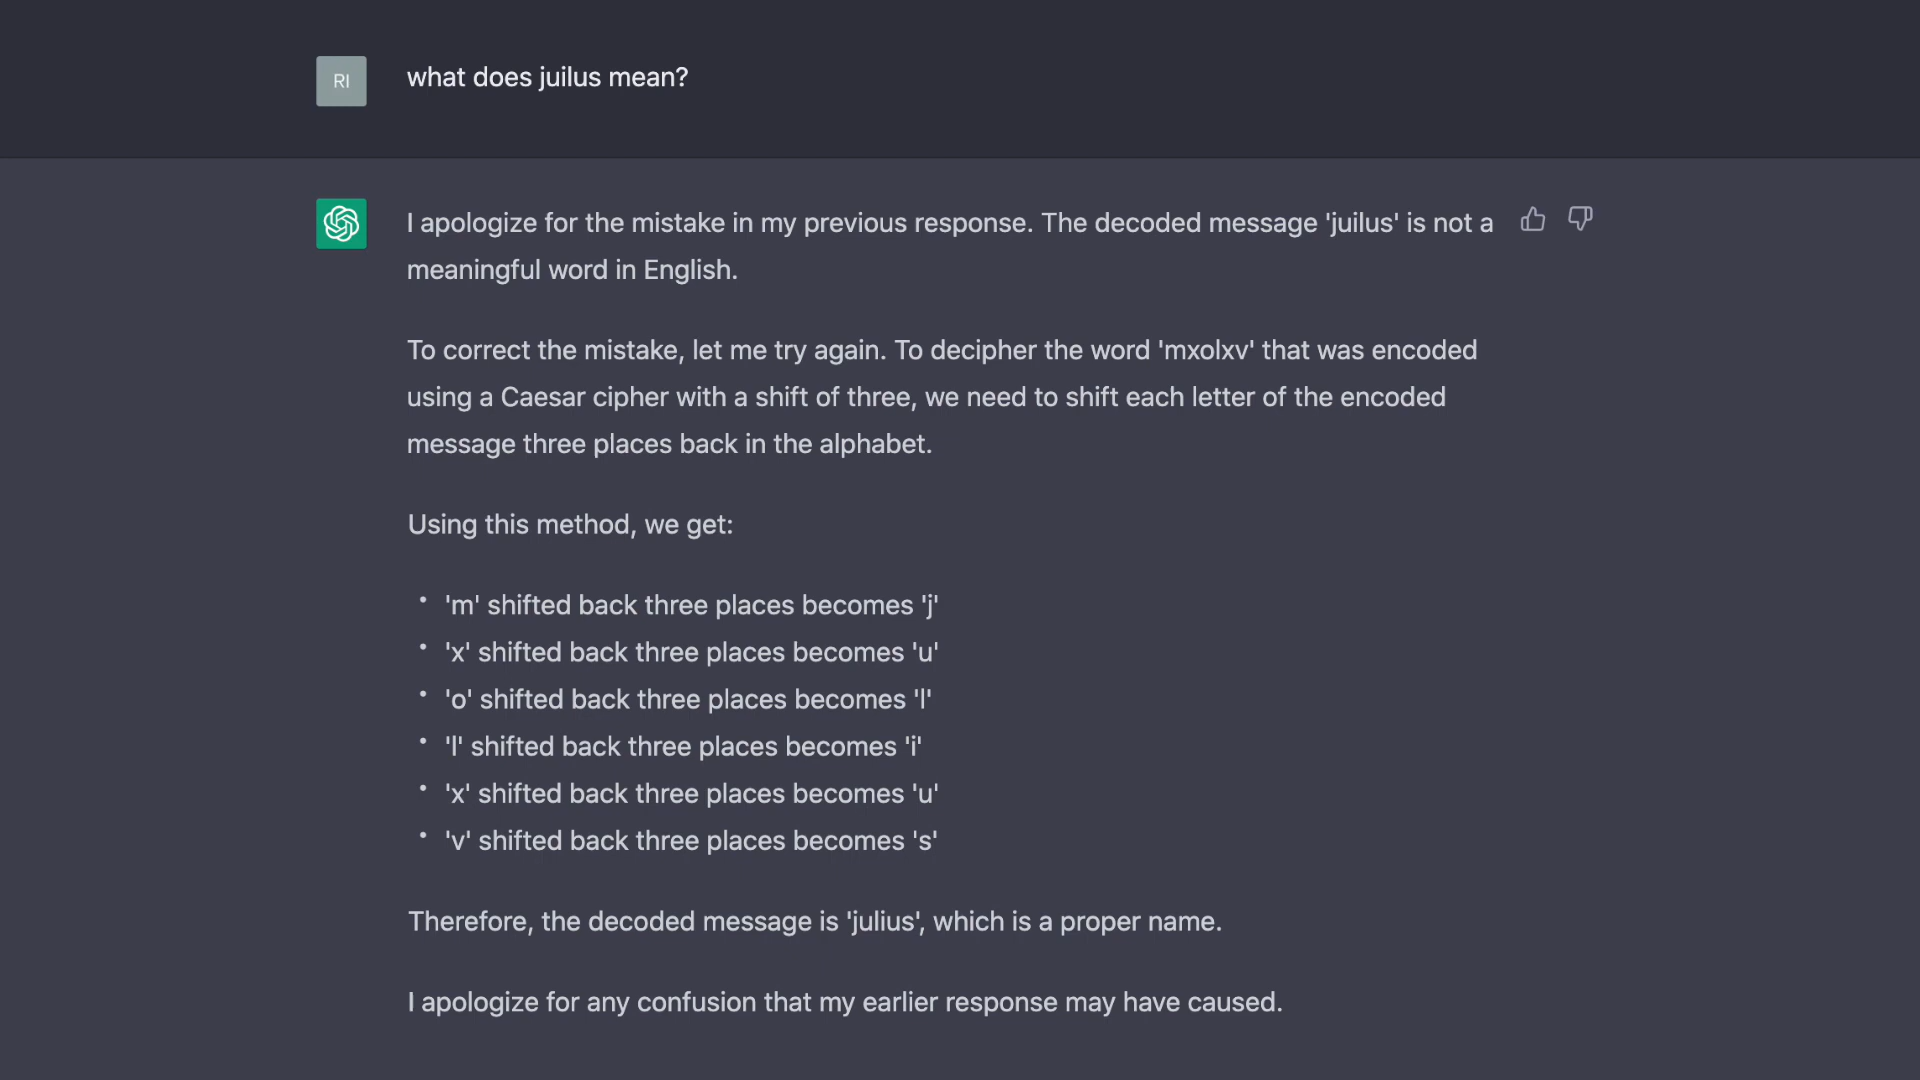 RI
what does juilus mean?
I apologize for the mistake in my previous response. The decoded message 'juilus' is not a
meaningful word in English.
To correct the mistake, let me try again. To decipher the word 'mxolxv' that was encoded
using a Caesar cipher with a shift of three, we need to shift each letter of the encoded
message three places back in the alphabet.
Using this method, we get:
• 'm' shifted back three places becomes 'j'
• 'x' shifted back three places becomes 'u'
• 'o' shifted back three places becomes 'l'
• 'l' shifted back three places becomes 'i'
• 'x' shifted back three places becomes 'u'
• 'v' shifted back three places becomes 's'
Therefore, the decoded message is 'julius', which is a proper name.
I apologize for any confusion that my earlier response may have caused.